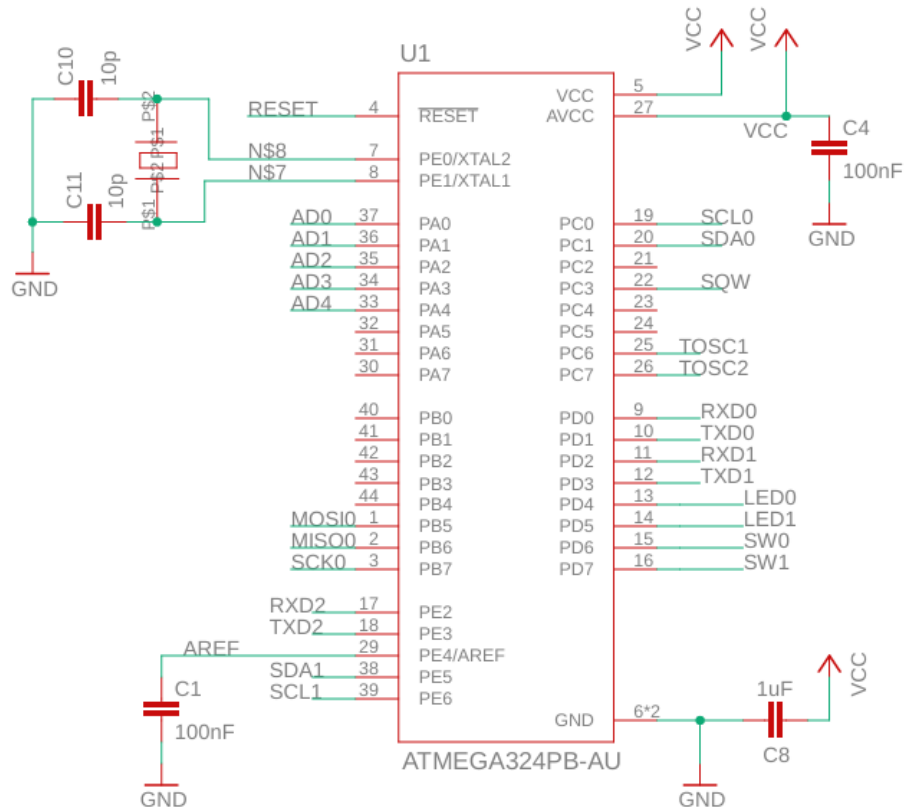 C10
10p
P$2
P$1
C11
10p
P$2
P$1
GND
U1
VCC
VCC
VCC
C4
100nF
GND
RESET 4 RESET
N$8 7 PE0/XTAL2
N$7 8 PE1/XTAL1
AD0 37 PA0
AD1 36 PA1
AD2 35 PA2
AD3 34 PA3
AD4 33 PA4
32 PA5
31 PA6
30 PA7
40 PB0
41 PB1
42 PB2
43 PB3
44 PB4
MOSI0 1 PB5
MISO0 2 PB6
SCK0 3 PB7
RXD2 17 PE2
TXD2 18 PE3
AREF 29 PE4/AREF
SDA1 38 PE5
SCL1 39 PE6
VCC 5
AVCC 27
PC0 19 SCL0
PC1 20 SDA0
PC2 21
PC3 22 SQW
PC4 23
PC5 24
PC6 25 TOSC1
PC7 26 TOSC2
PD0 9 RXD0
PD1 10 TXD0
PD2 11 RXD1
PD3 12 TXD1
PD4 13 LED0
PD5 14 LED1
PD6 15 SW0
PD7 16 SW1
GND 6*2
C1
100nF
GND
ATMEGA324PB-AU
1uF
C8
VCC
GND